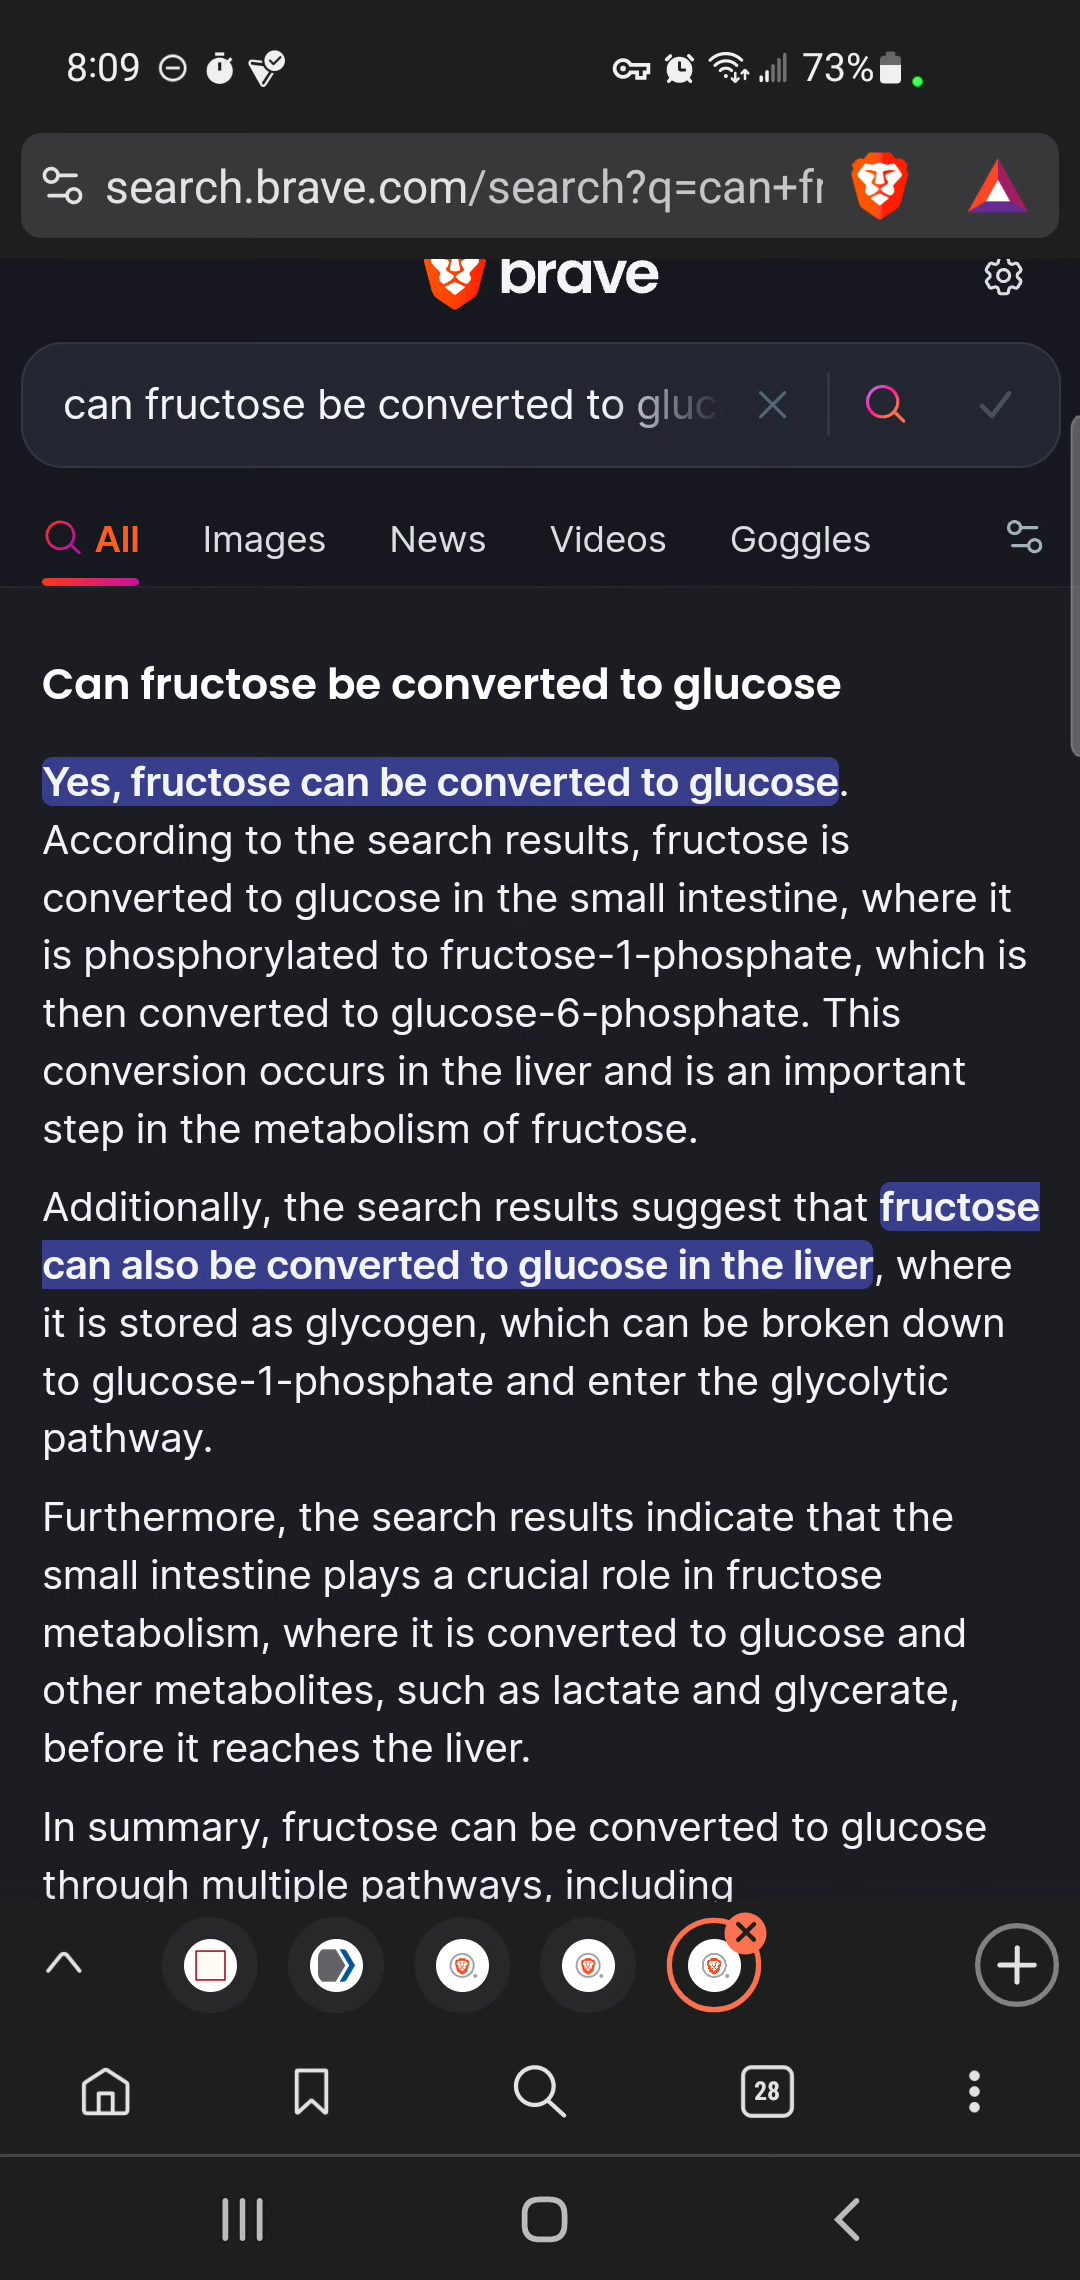 8:09 73%
search.brave.com/search?q=can+fr
brave
can fructose be converted to gluc
All Images News Videos Goggles
Can fructose be converted to glucose
Yes, fructose can be converted to glucose.
According to the search results, fructose is
converted to glucose in the small intestine, where it
is phosphorylated to fructose-1-phosphate, which is
then converted to glucose-6-phosphate. This
conversion occurs in the liver and is an important
step in the metabolism of fructose.
Additionally, the search results suggest that fructose
can also be converted to glucose in the liver, where
it is stored as glycogen, which can be broken down
to glucose-1-phosphate and enter the glycolytic
pathway.
Furthermore, the search results indicate that the
small intestine plays a crucial role in fructose
metabolism, where it is converted to glucose and
other metabolites, such as lactate and glycerate,
before it reaches the liver.
In summary, fructose can be converted to glucose
through multiple pathways, including
28